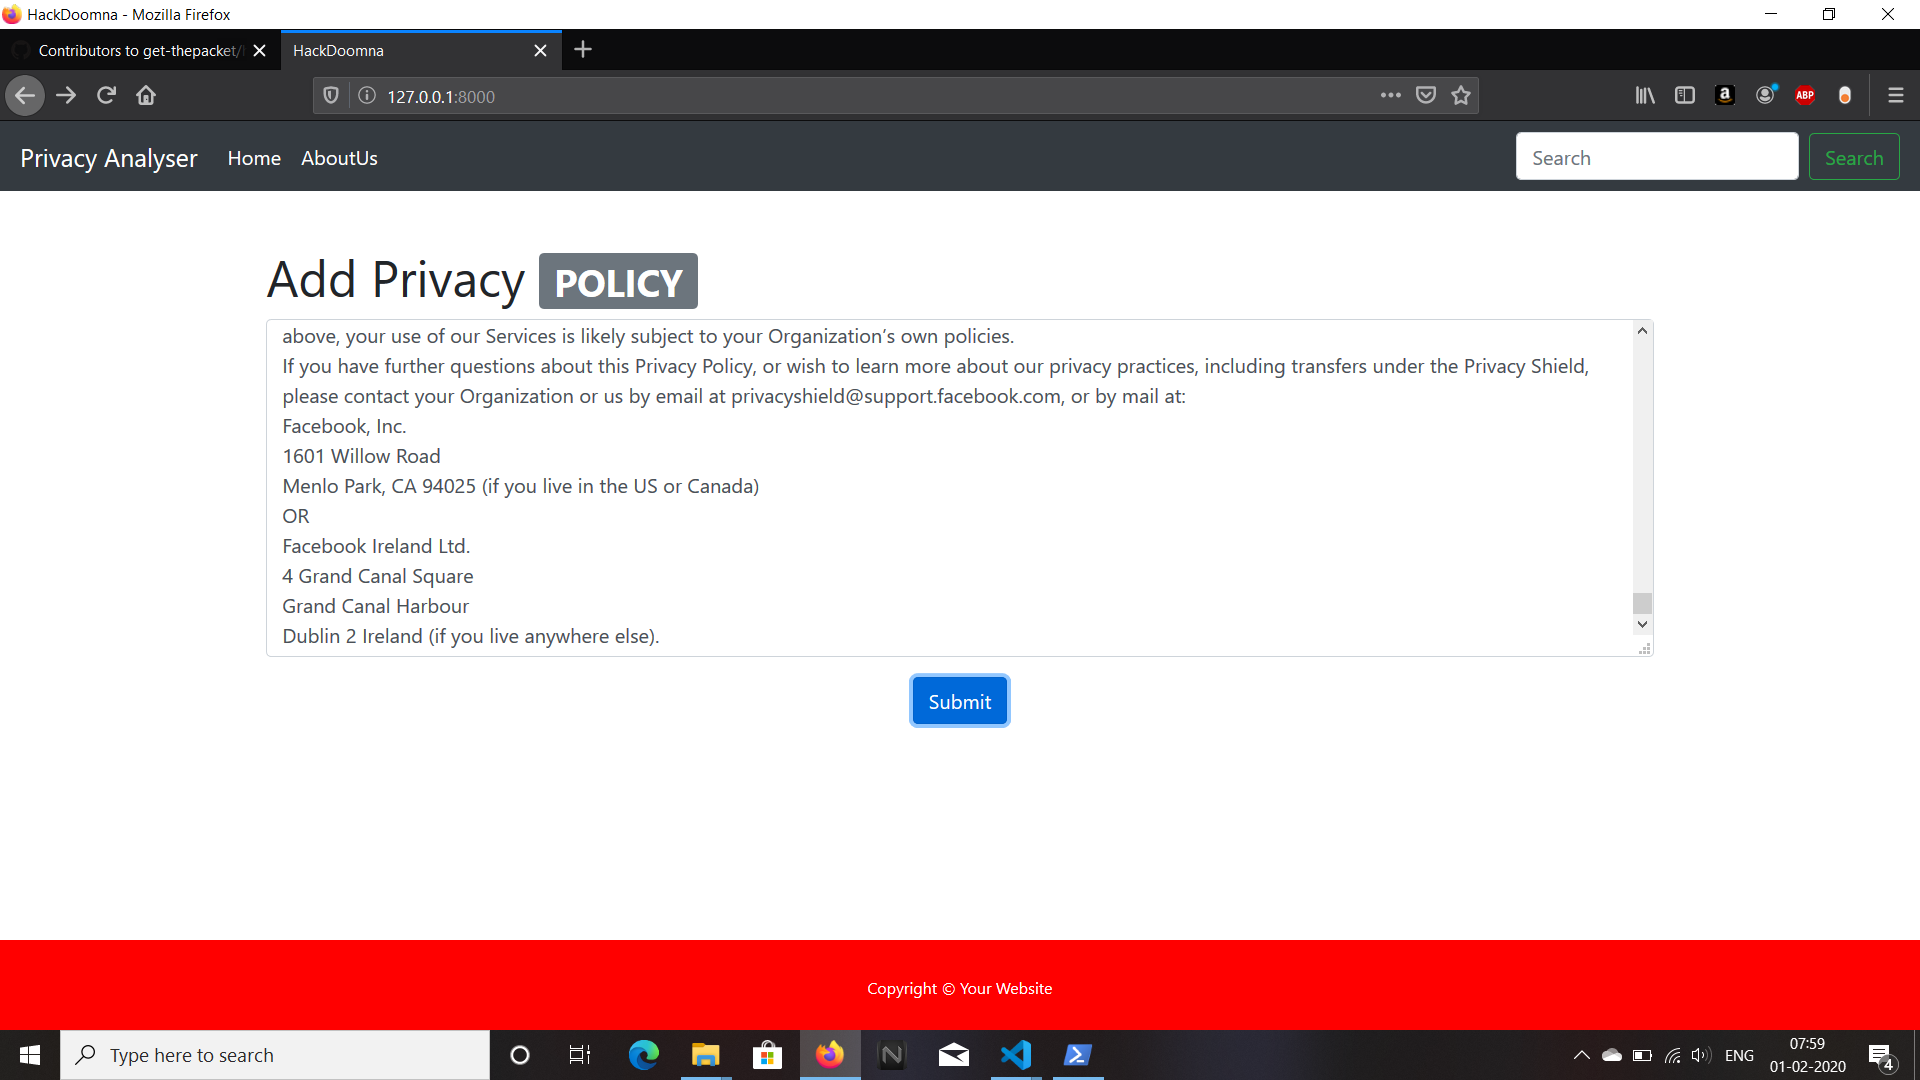 HackDoomna - Mozilla Firefox
Contributors to get-thepacket/
HackDoomna
127.0.0.1:8000
ABP
Privacy Analyser
Home
AboutUs
Search
Search
Add Privacy POLICY
above, your use of our Services is likely subject to your Organization’s own policies.
If you have further questions about this Privacy Policy, or wish to learn more about our privacy practices, including transfers under the Privacy Shield,
please contact your Organization or us by email at privacyshield@support.facebook.com, or by mail at:
Facebook, Inc.
1601 Willow Road
Menlo Park, CA 94025 (if you live in the US or Canada)
OR
Facebook Ireland Ltd.
4 Grand Canal Square
Grand Canal Harbour
Dublin 2 Ireland (if you live anywhere else).
Submit
Copyright © Your Website
Type here to search
ENG
07:59
01-02-2020
4